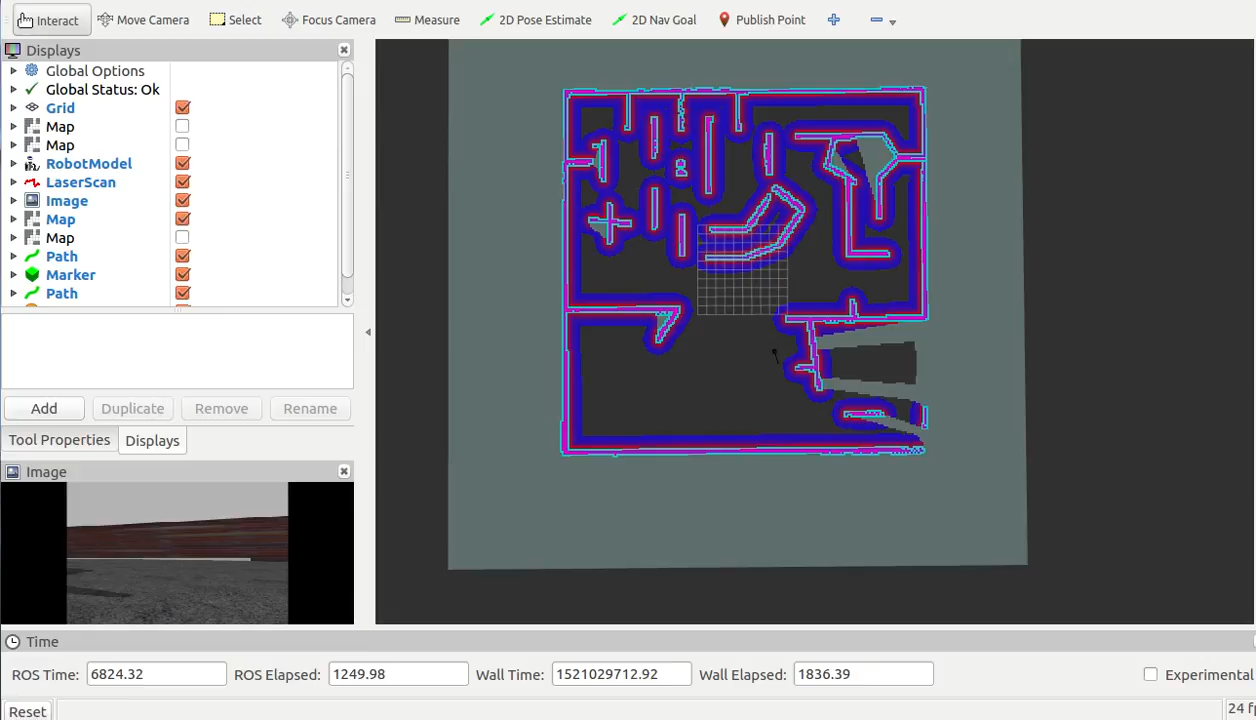 Interact Move Camera Select Focus Camera Measure 2D Pose Estimate 2D Nav Goal Publish Point
Displays
Global Options
Global Status: Ok
Grid
Map
Map
RobotModel
LaserScan
Image
Map
Map
Path
Marker
Path
Add Duplicate Remove Rename
Tool Properties Displays
Image
Time
ROS Time: 6824.32 ROS Elapsed: 1249.98 Wall Time: 1521029712.92 Wall Elapsed: 1836.39 Experimental
Reset 24 f